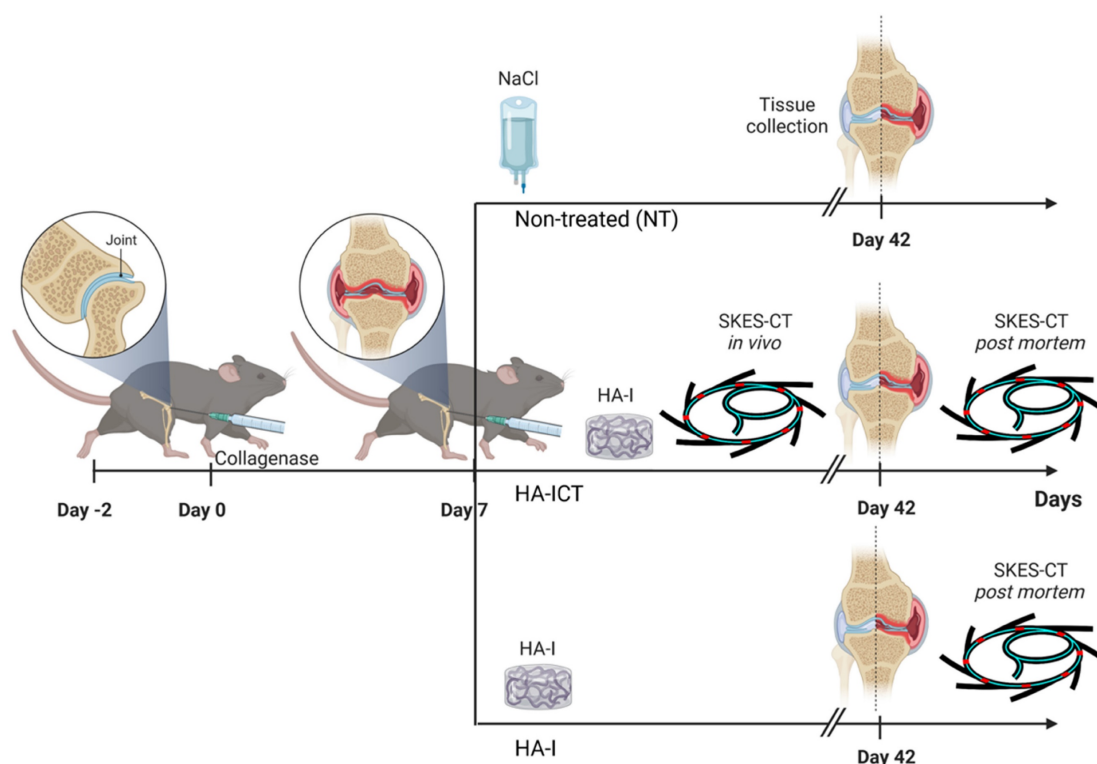 NaCl
Tissue
collection
Non-treated (NT)
Day 42
Joint
SKES-CT
in vivo
SKES-CT
post mortem
HA-I
Collagenase
HA-ICT
Day -2
Day 0
Day 7
Day 42
Days
SKES-CT
post mortem
HA-I
HA-I
Day 42